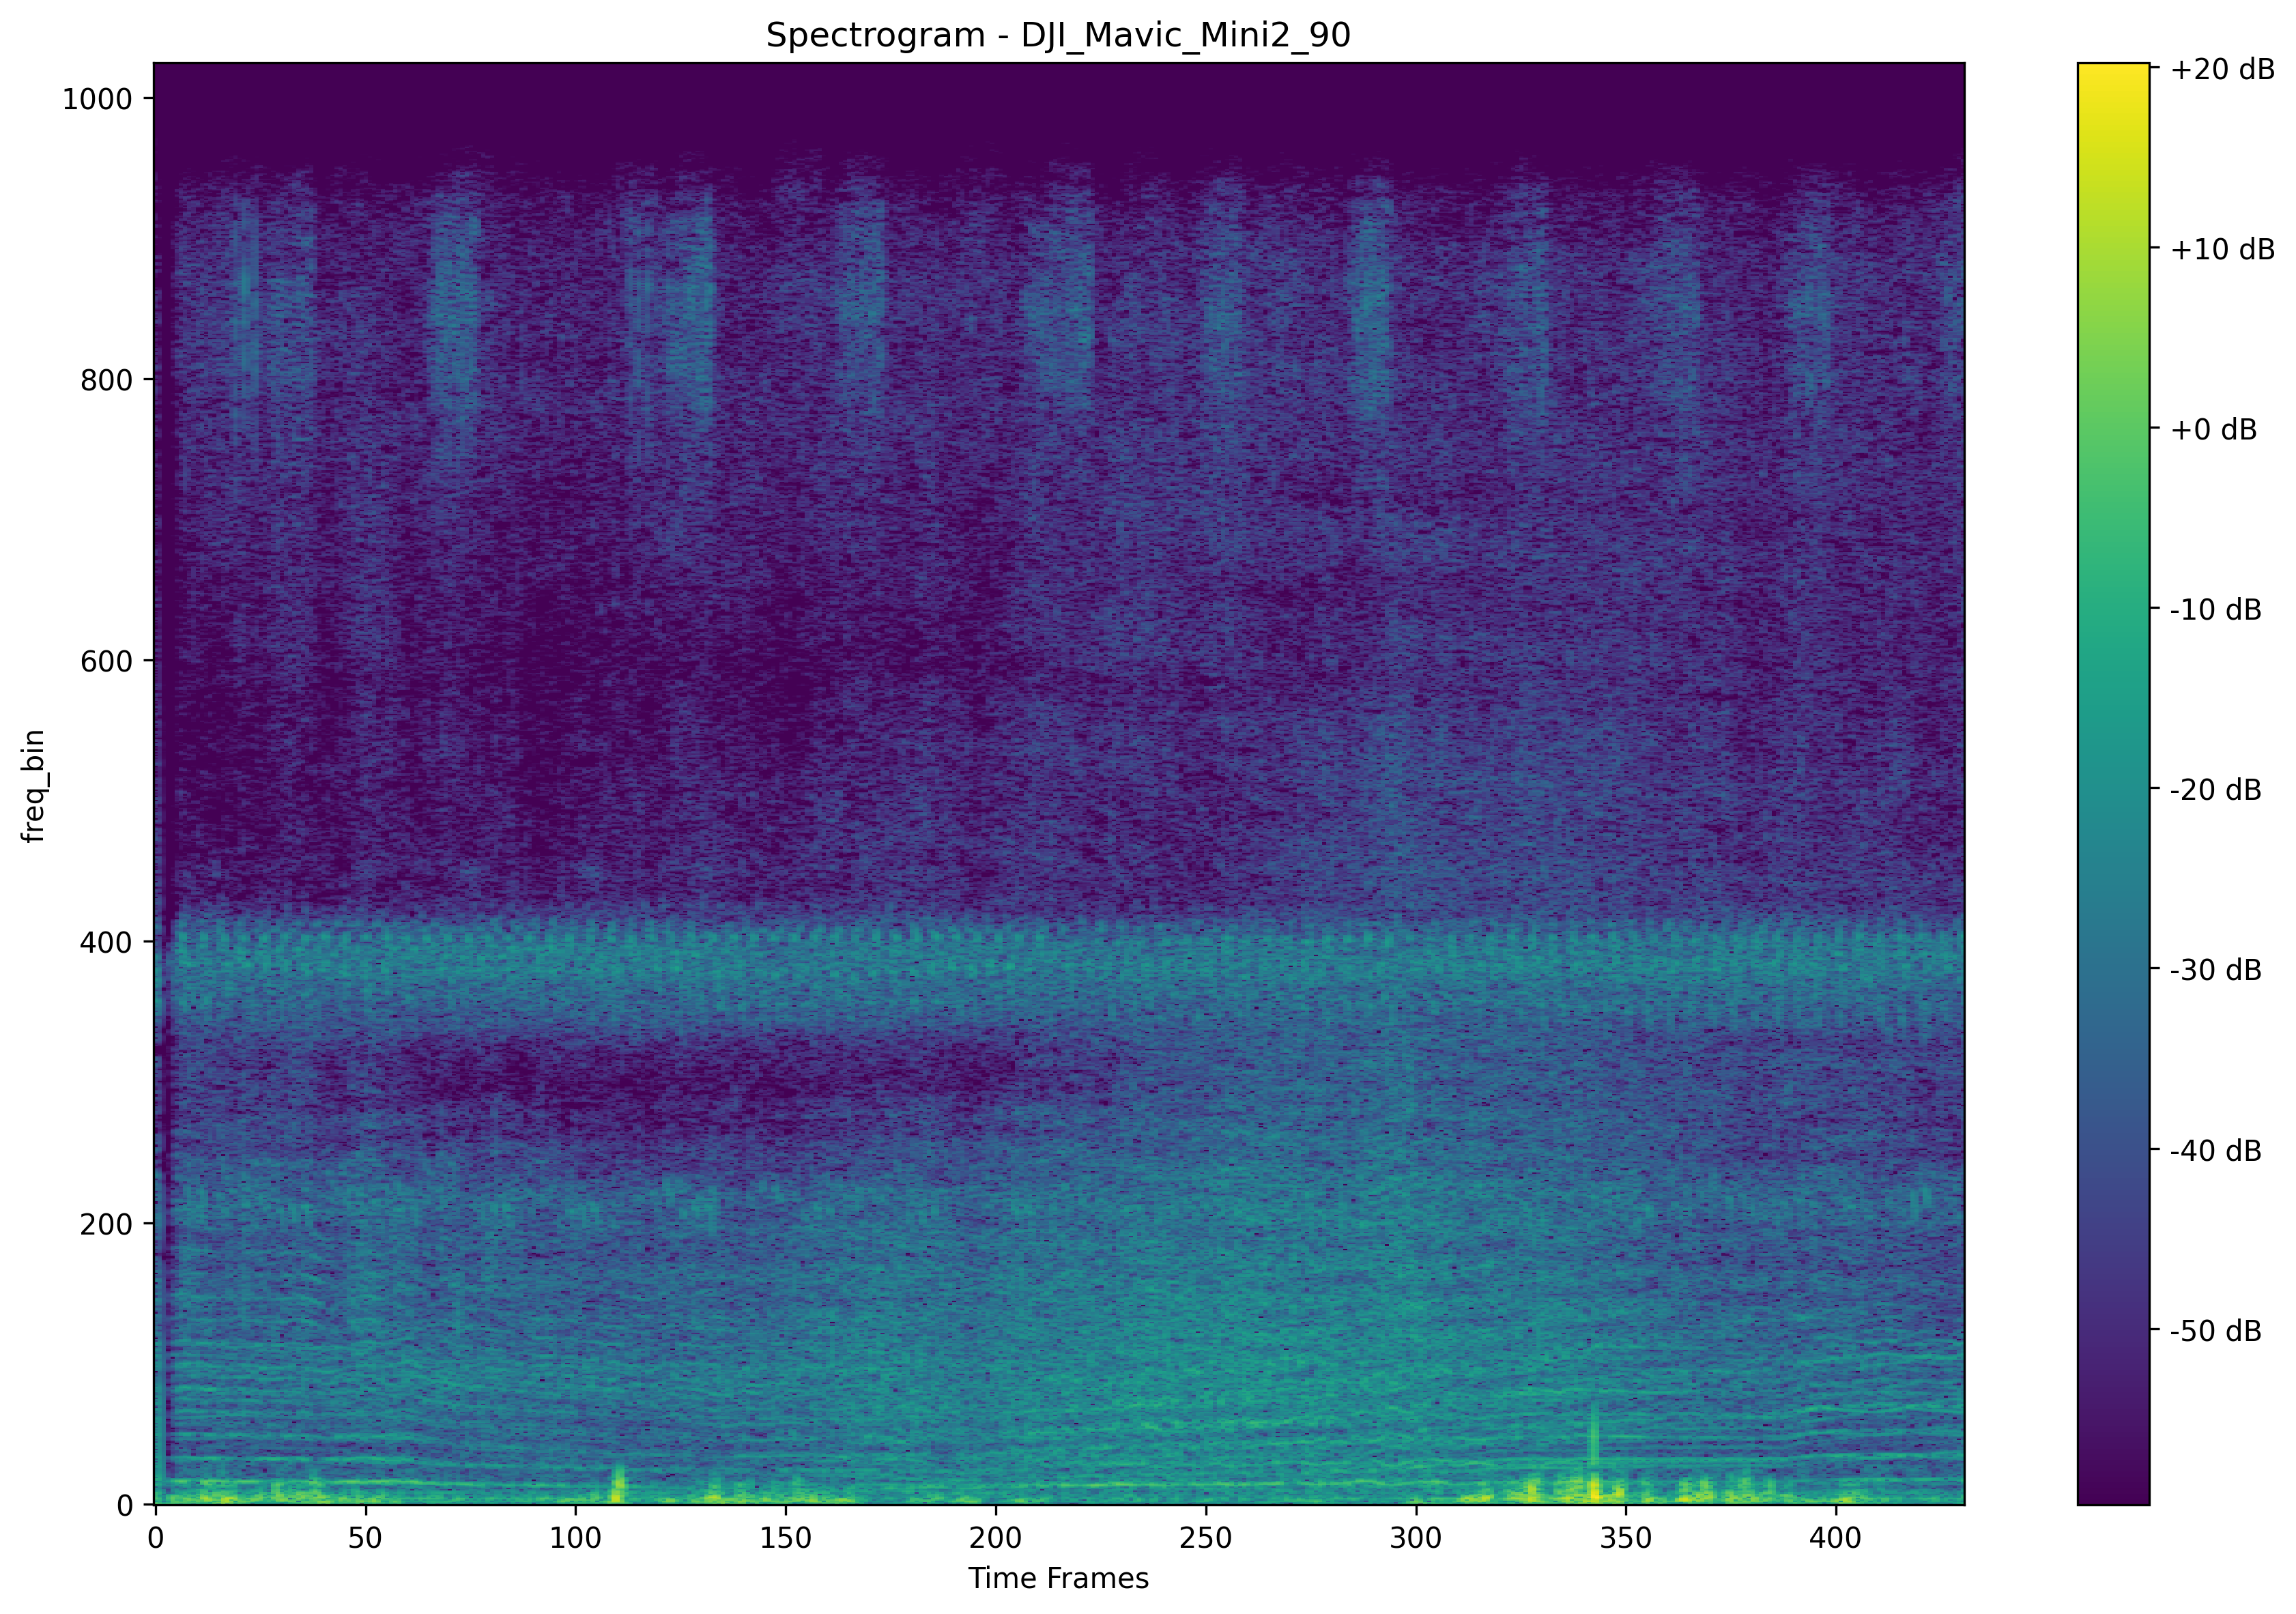 Spectrogram - DJI_Mavic_Mini2_90
1000
800
600
400
200
0
freq_bin
0 50 100 150 200 250 300 350 400
Time Frames
+20 dB
+10 dB
+0 dB
-10 dB
-20 dB
-30 dB
-40 dB
-50 dB